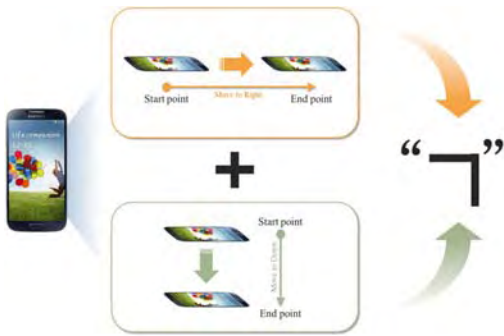 Start point
Move to Right
End point
+
“ㄱ”
Start point
Move to Down
End point